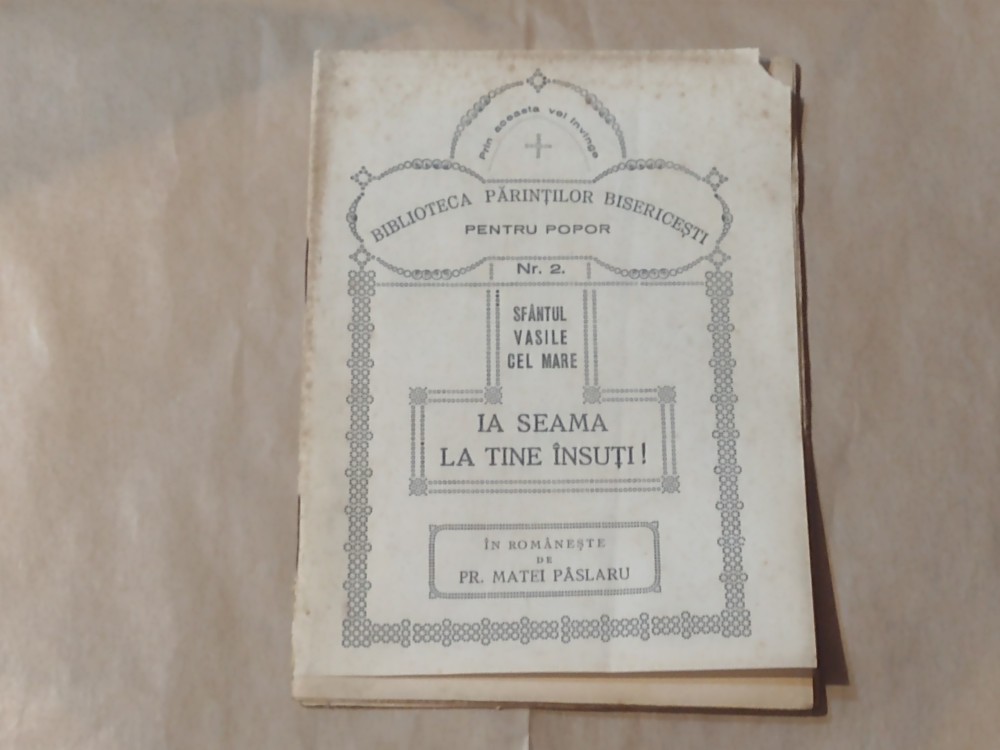 Prin aceasta vei învinge
BIBLIOTECA PĂRINȚILOR BISERICEȘTI
PENTRU POPOR
Nr. 2.
SFÂNTUL
VASILE
CEL MARE
IA SEAMA
LA TINE ÎNSUȚI!
ÎN ROMÂNEȘTE
DE
PR. MATEI PÂSLARU